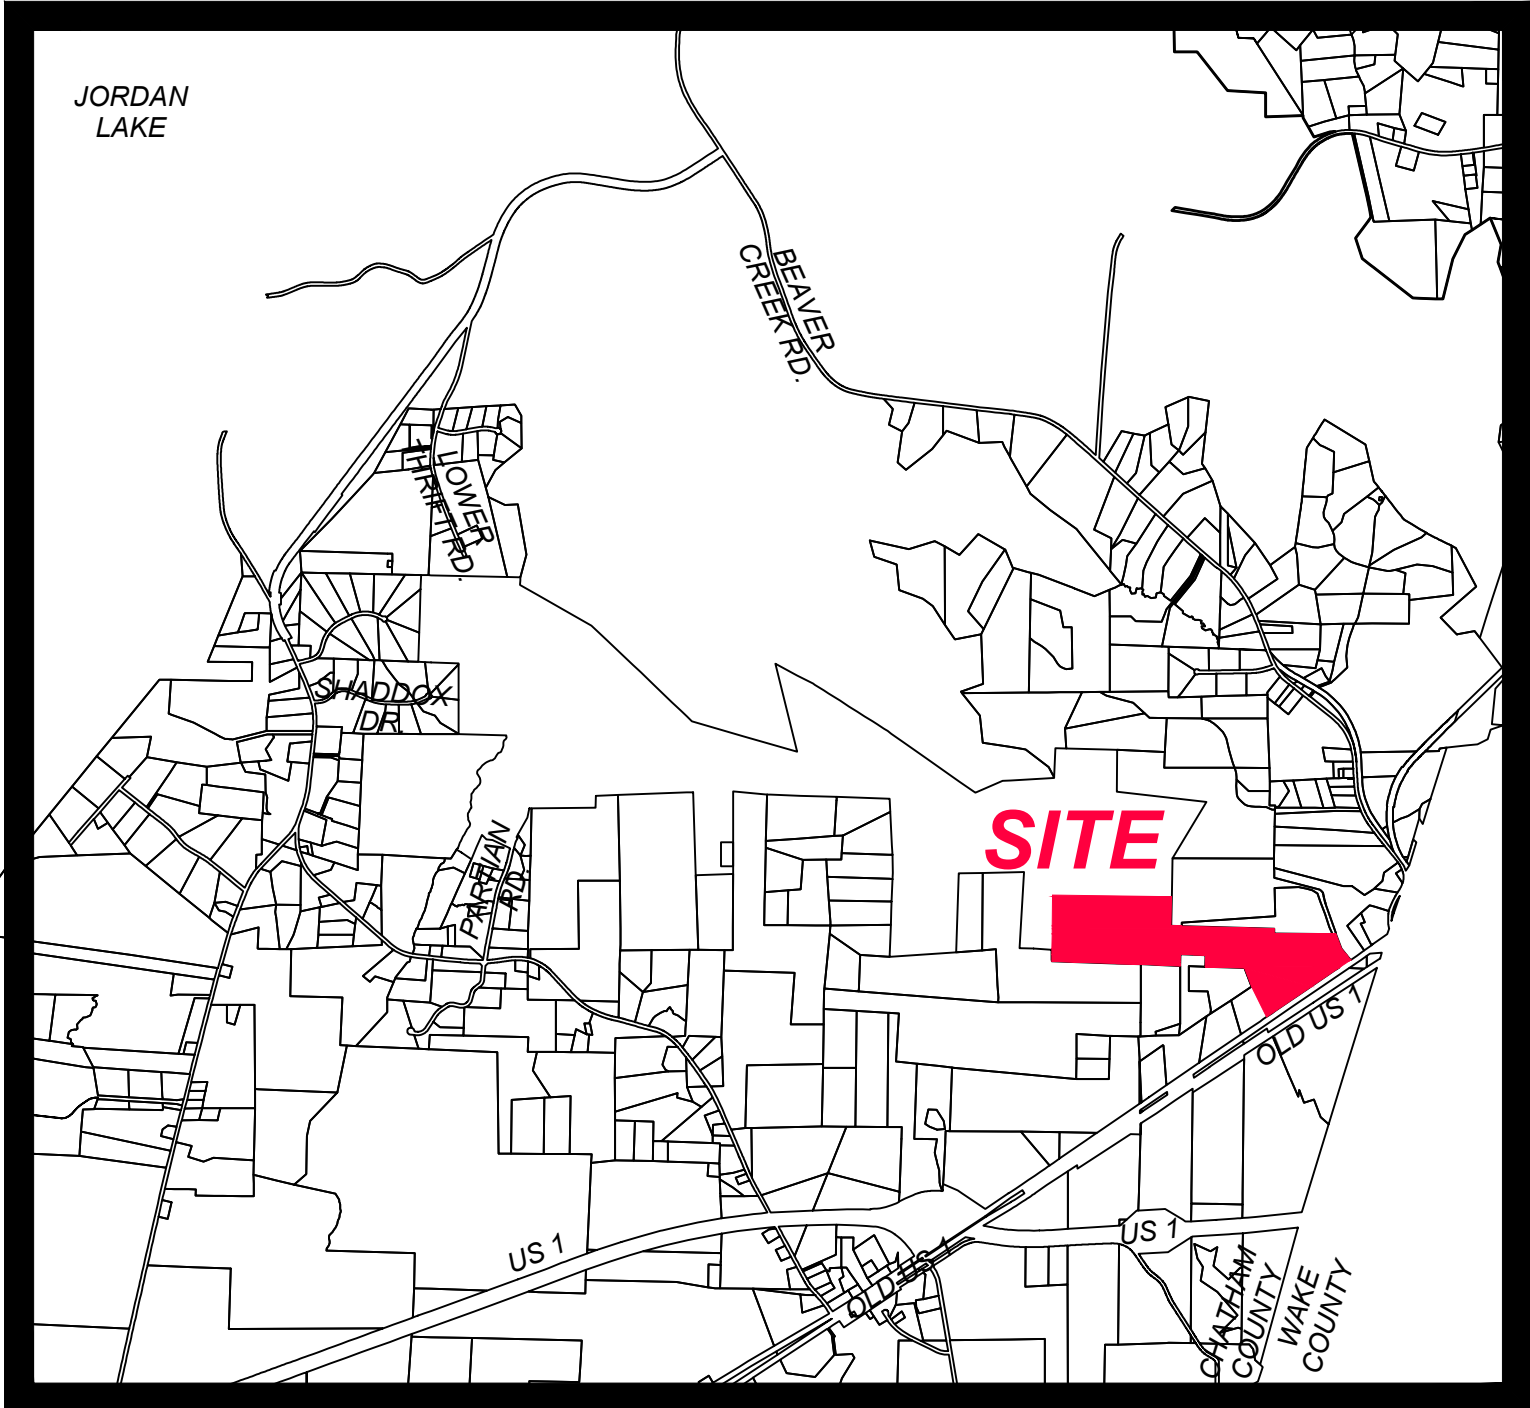 JORDAN
LAKE
BEAVER
CREEK RD.
LOWER
THRIFT RD.
SHADDOX
DR.
SITE
PARTIAN
RD.
OLD US 1
US 1
US 1
OLD US 1
CHATHAM
COUNTY
WAKE
COUNTY